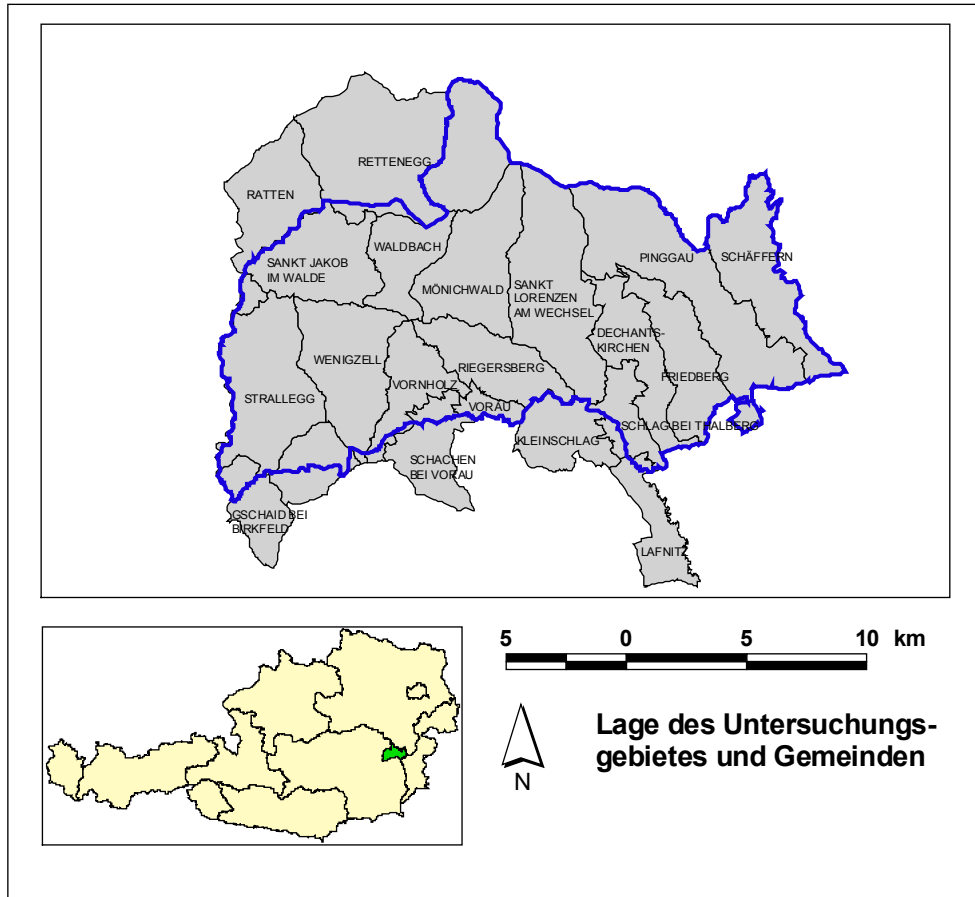 RETTENEGG
RATTEN
WALDBACH
SANKT JAKOB
IM WALDE
MÖNICHWALD
SANKT
LORENZEN
AM WECHSEL
PINGGAU
SCHÄFFERN
DECHANTS-
KIRCHEN
WENIGZELL
RIEGERSBERG
FRIEDBERG
VORNHOLZ
STRALLEGG
VORAU
SCHLAG BEI THALBERG
KLEINSCHLAG
SCHACHEN
BEI VORAU
GSCHAID BEI
BIRKFELD
LAFNITZ
5 0 5 10 km
N
Lage des Untersuchungs-
gebietes und Gemeinden